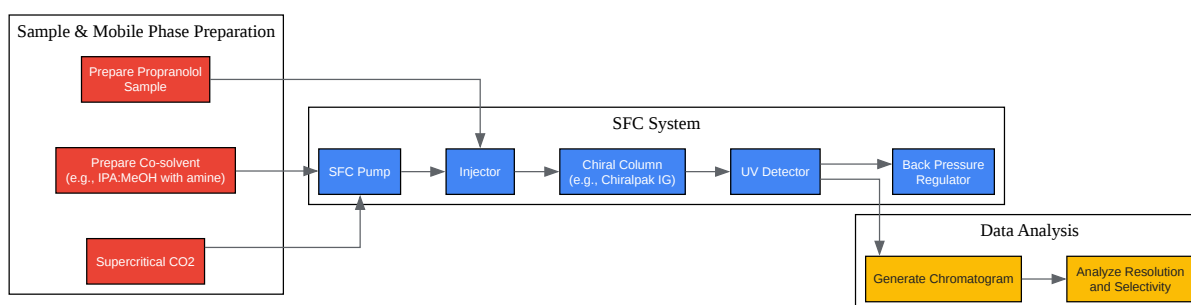 Sample & Mobile Phase Preparation
Prepare Propranolol
Sample
Prepare Co-solvent
(e.g., IPA:MeOH with amine)
Supercritical CO2
SFC System
SFC Pump
Injector
Chiral Column
(e.g., Chiralpak IG)
UV Detector
Back Pressure
Regulator
Data Analysis
Generate Chromatogram
Analyze Resolution
and Selectivity